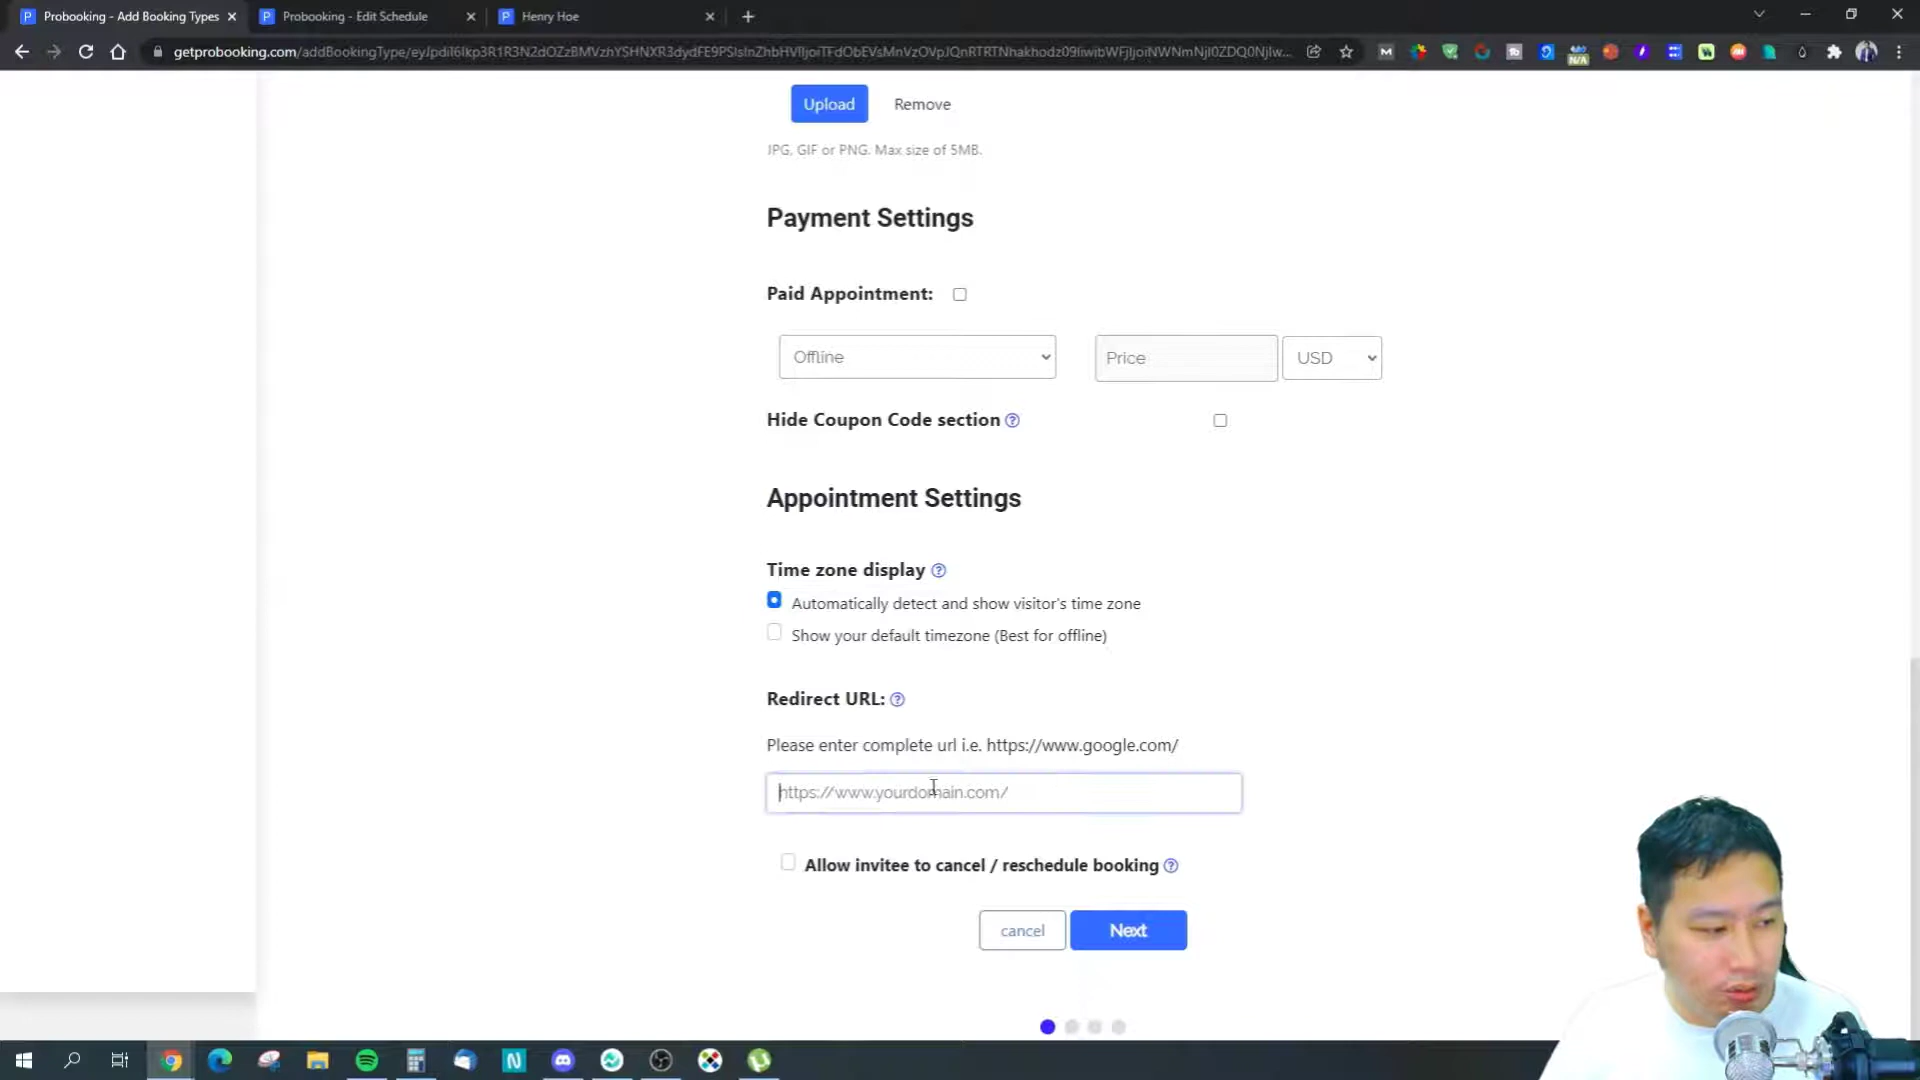 Probooking - Add Booking Types
Probooking - Edit Schedule
Henry Hoe
Upload
Remove
JPG, GIF or PNG. Max size of 5MB.
Payment Settings
Paid Appointment:
Offline
Price
USD
Hide Coupon Code section
Appointment Settings
Time zone display
Automatically detect and show visitor's time zone
Show your default timezone (Best for offline)
Redirect URL:
Please enter complete url i.e. https://www.google.com/
https://www.yourdomain.com/
Allow invitee to cancel / reschedule booking
cancel
Next